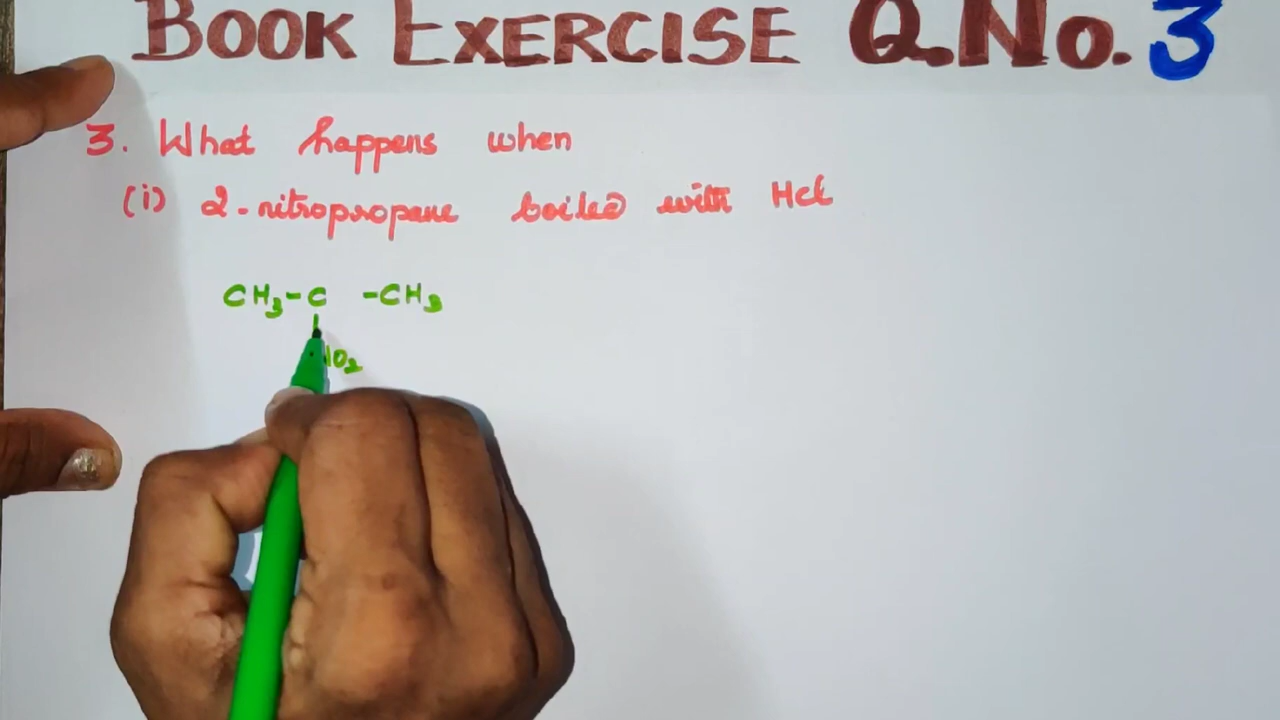 BOOK EXERCISE Q.No. 3
3. What happens when
(i) 2-nitropropane boiled with HCl
CH3-C -CH3